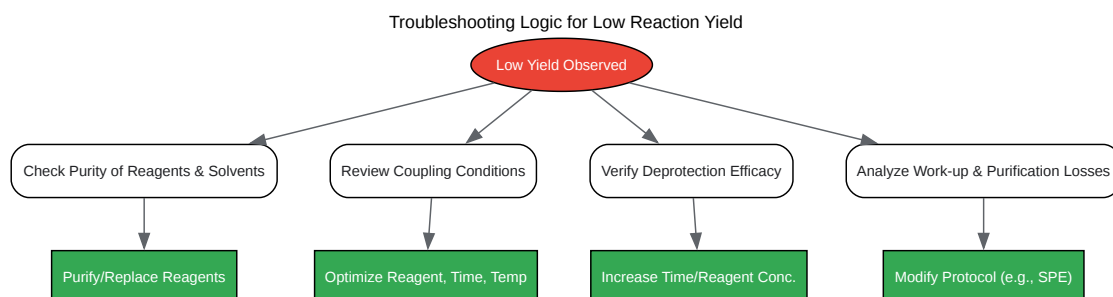 Troubleshooting Logic for Low Reaction Yield
Low Yield Observed
Check Purity of Reagents & Solvents
Review Coupling Conditions
Verify Deprotection Efficacy
Analyze Work-up & Purification Losses
Purify/Replace Reagents
Optimize Reagent, Time, Temp
Increase Time/Reagent Conc.
Modify Protocol (e.g., SPE)